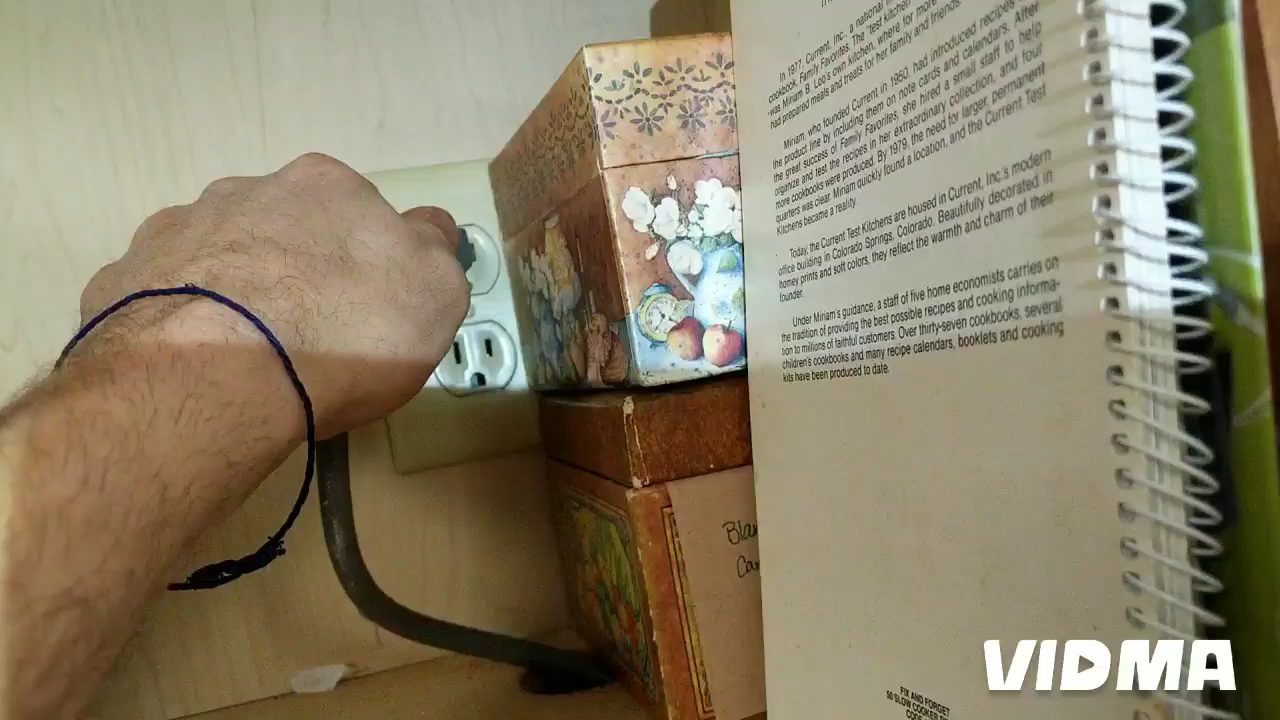 In 1977, Current, Inc., a national
cookbook, Family Favorites. The "test kitchen"
was Miriam B. Loo's own kitchen, where for more
had prepared meals and treats for her family and friends.
Miriam, who founded Current in 1950, had introduced recipes
the product line by including them on note cards and calendars. After
the great success of Family Favorites, she hired a small staff to help
organize and test the recipes in her extraordinary collection, and four
more cookbooks were produced. By 1979, the need for larger, permanent
quarters was clear. Miriam quickly found a location, and the Current Test
Kitchens became a reality.
Today, the Current Test Kitchens are housed in Current, Inc.'s modern
office building in Colorado Springs, Colorado. Beautifully decorated in
homey prints and soft colors, they reflect the warmth and charm of their
founder.
Under Miriam's guidance, a staff of five home economists carries on
the tradition of providing the best possible recipes and cooking informa-
tion to millions of faithful customers. Over thirty-seven cookbooks, several
children's cookbooks and many recipe calendars, booklets and cooking
kits have been produced to date.
FIX AND FORGET
50 SLOW COOKER
VIDMA